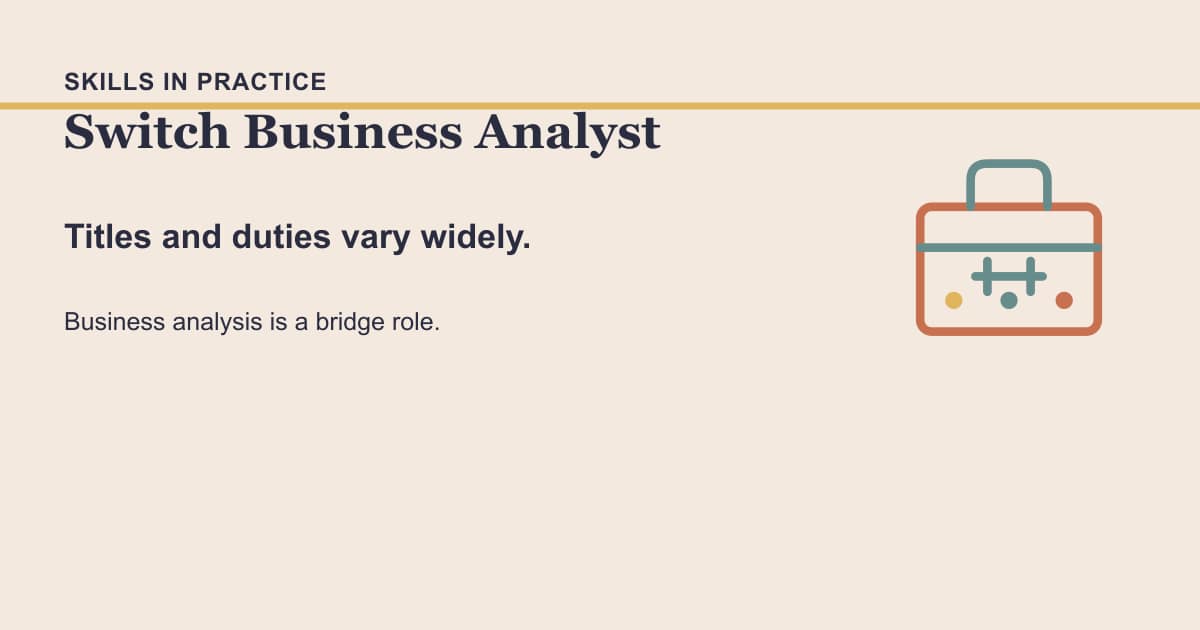 SKILLS IN PRACTICE
Switch Business Analyst
Titles and duties vary widely.
Business analysis is a bridge role.